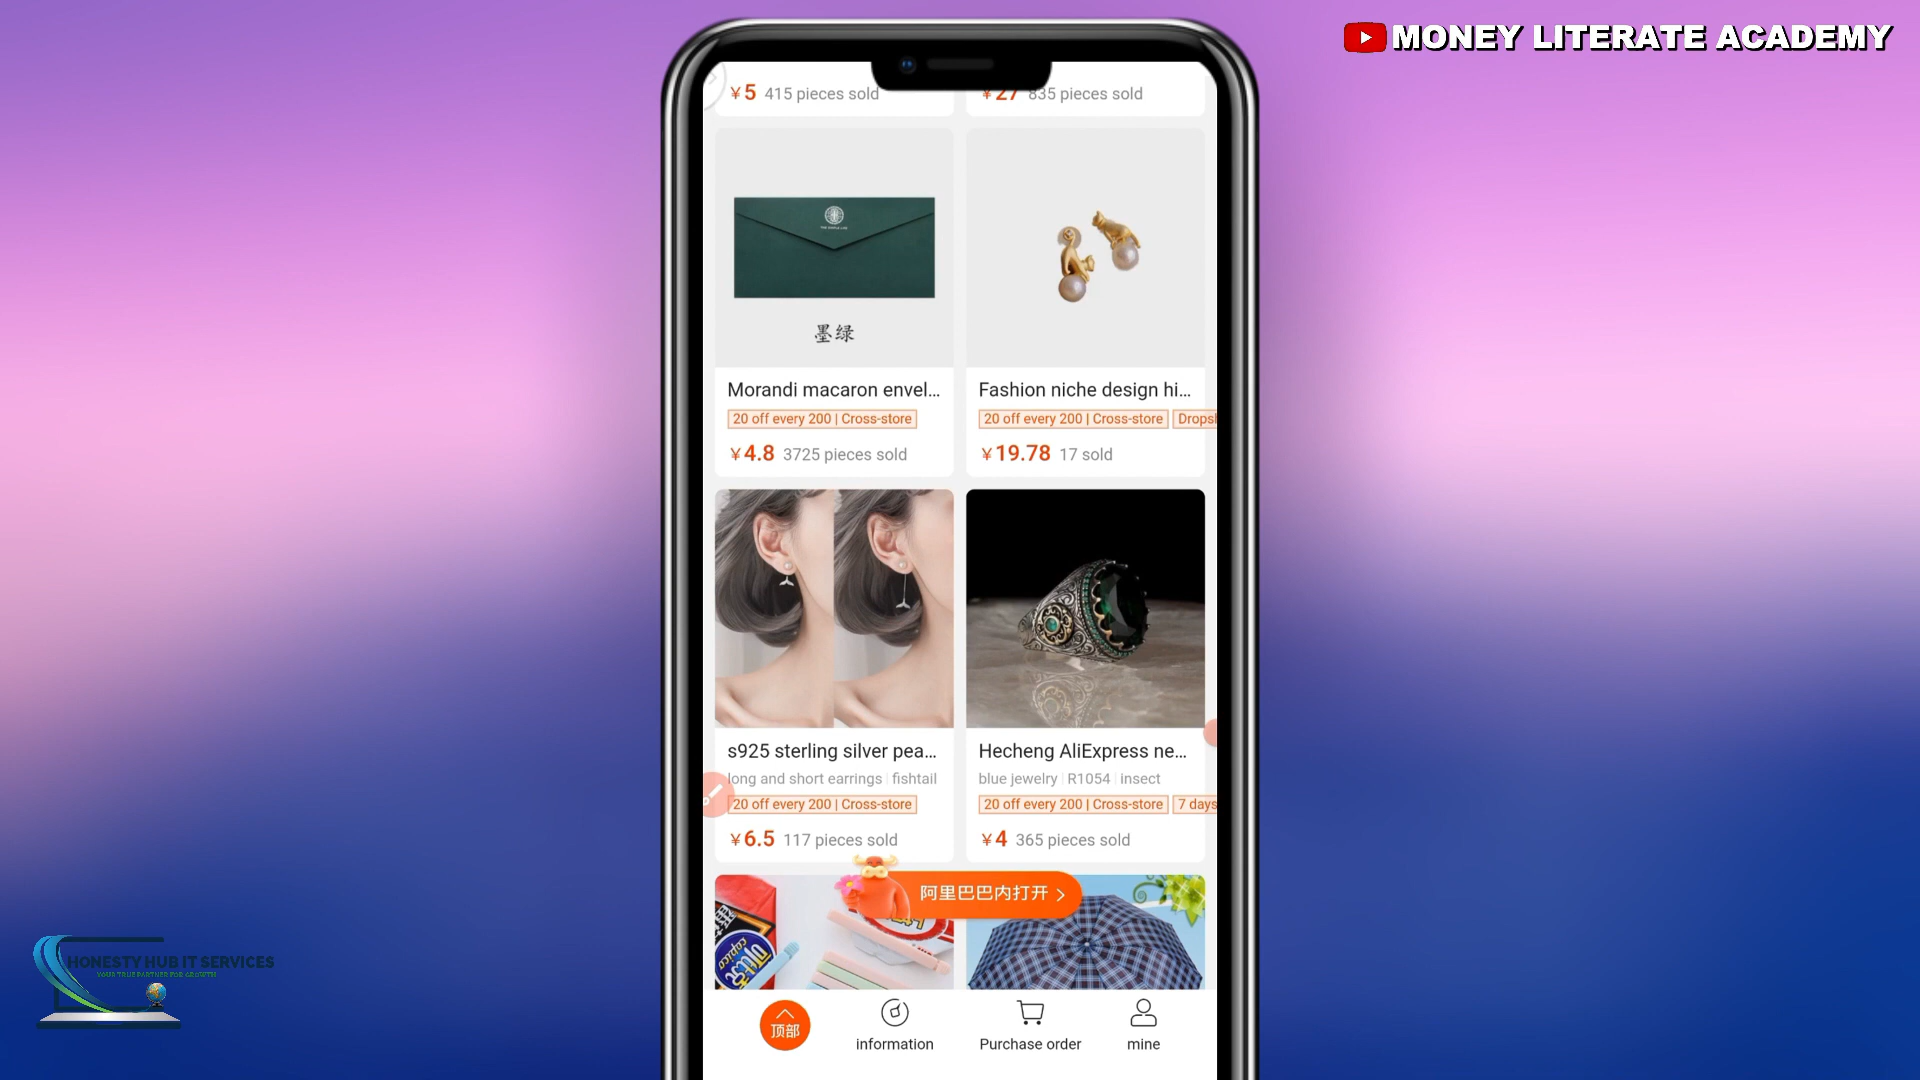 MONEY LITERATE ACADEMY
¥5 415 pieces sold
¥27 835 pieces sold
墨绿
Morandi macaron envel...
20 off every 200 | Cross-store
¥4.8 3725 pieces sold
Fashion niche design hi...
20 off every 200 | Cross-store
¥19.78 17 sold
s925 sterling silver pea...
long and short earrings | fishtail
20 off every 200 | Cross-store
¥6.5 117 pieces sold
Hecheng AliExpress ne...
blue jewelry | R1054 | insect
20 off every 200 | Cross-store 7 days
¥4 365 pieces sold
阿里巴巴内打开
顶部
information
Purchase order
mine
HONESTY HUB IT SERVICES
YOUR TRUE PARTNER FOR GROWTH